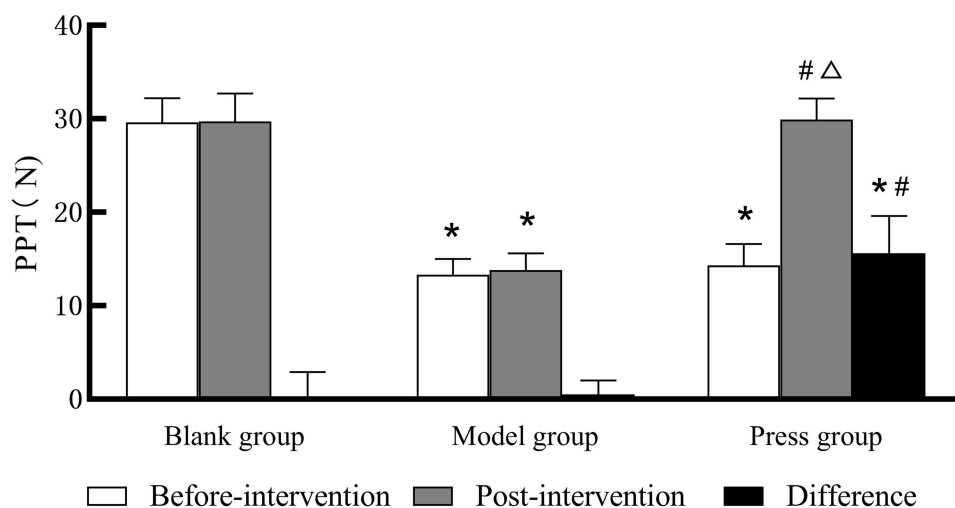 40
30
20
10
0
PPT( N)
# △
* #
* * *
Blank group Model group Press group
Before-intervention Post-intervention Difference